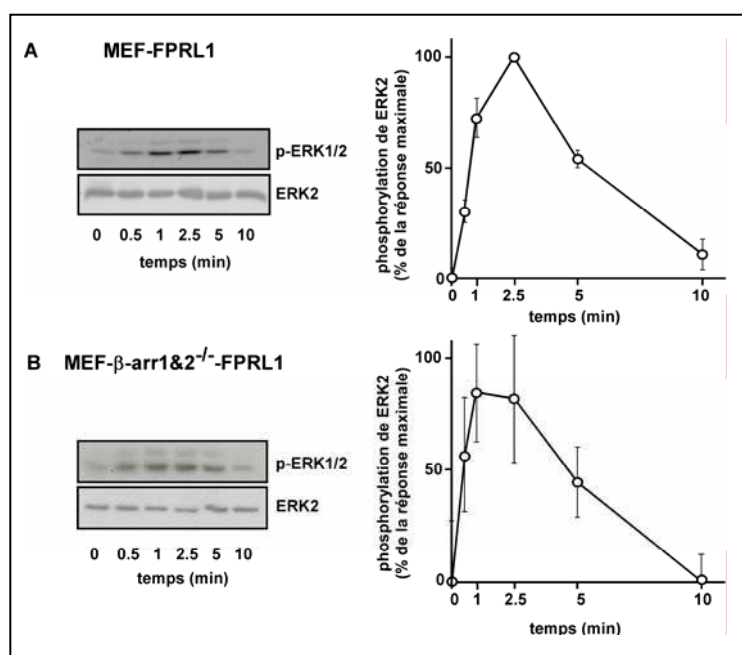 A MEF-FPRL1
p-ERK1/2
ERK2
0 0.5 1 2.5 5 10
temps (min)
phosphorylation de ERK2
(% de la réponse maximale)
100
50
0
0 1 2.5 5 10
temps (min)
B MEF-β-arr1&2-/--FPRL1
p-ERK1/2
ERK2
0 0.5 1 2.5 5 10
temps (min)
phosphorylation de ERK2
(% de la réponse maximale)
100
50
0
0 1 2.5 5 10
temps (min)